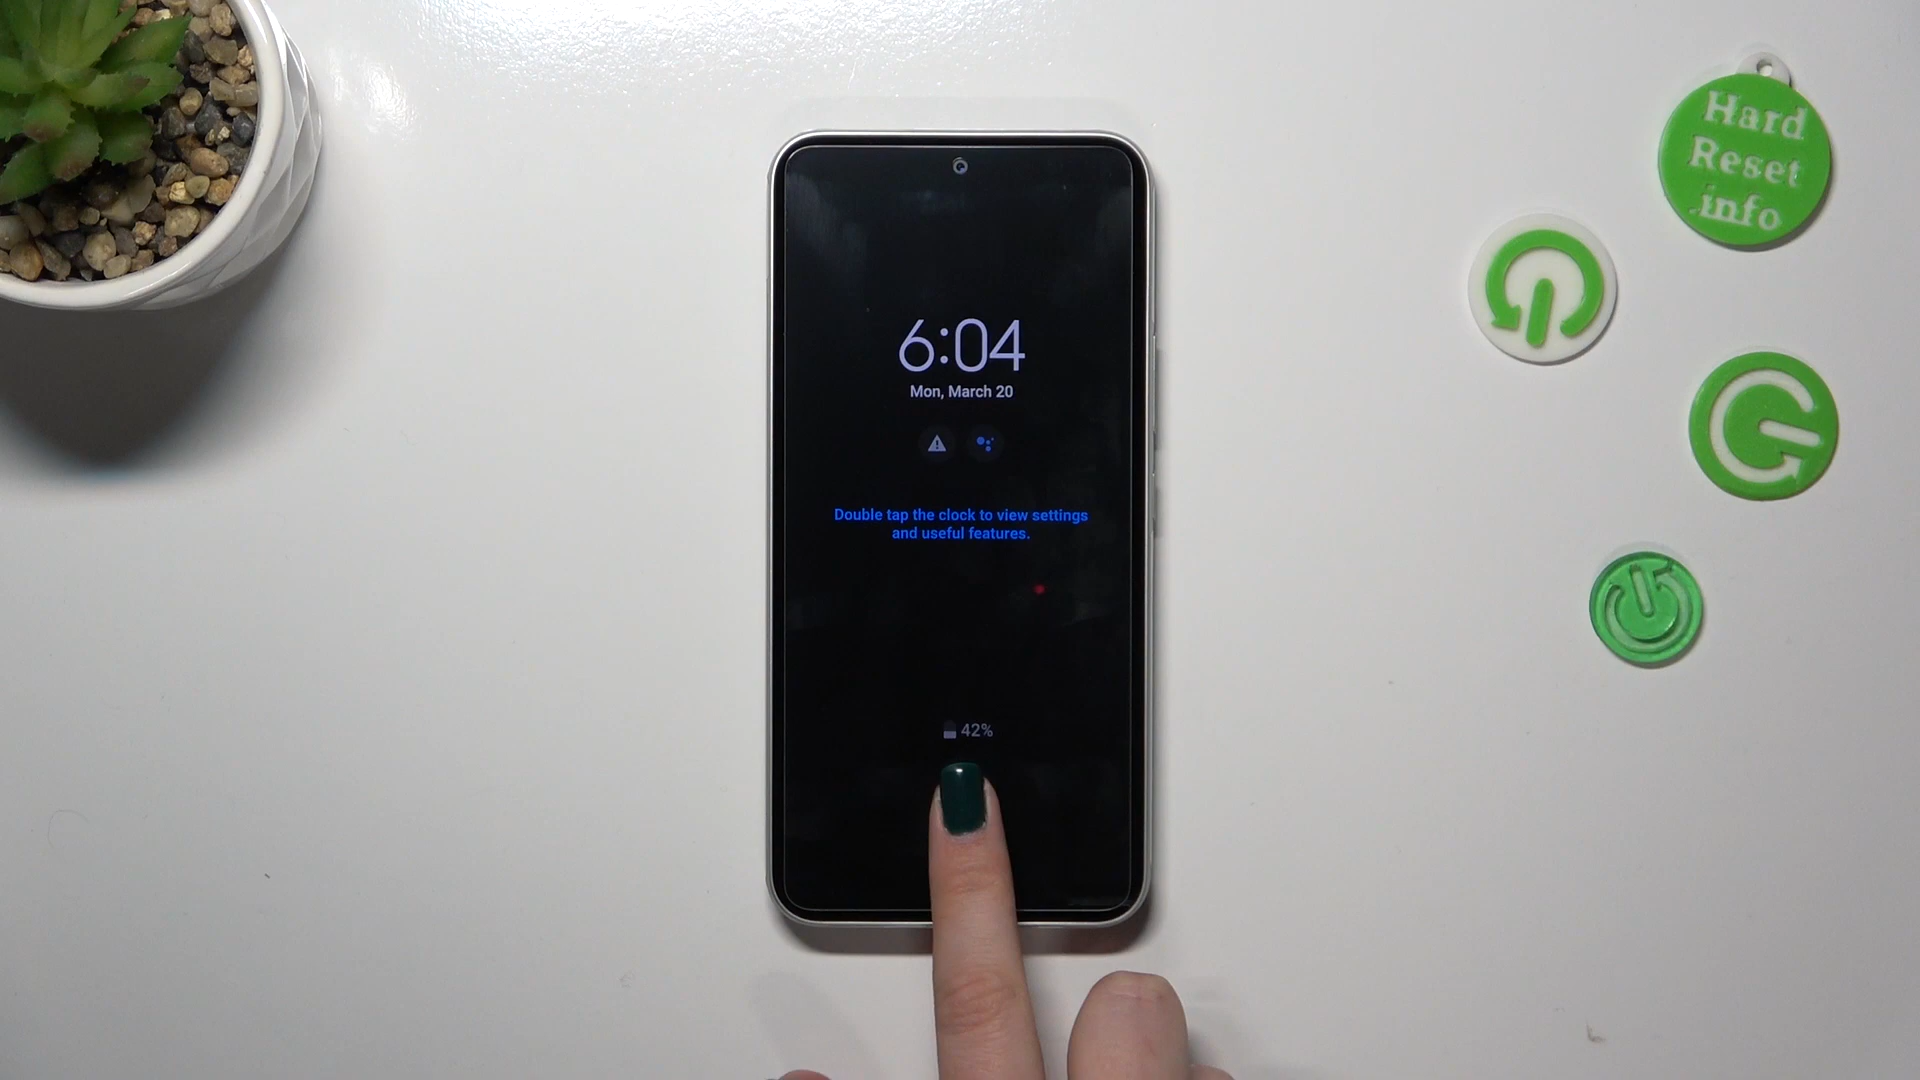 6:04
Mon, March 20
Double tap the clock to view settings
and useful features.
42%
Hard
Reset
info